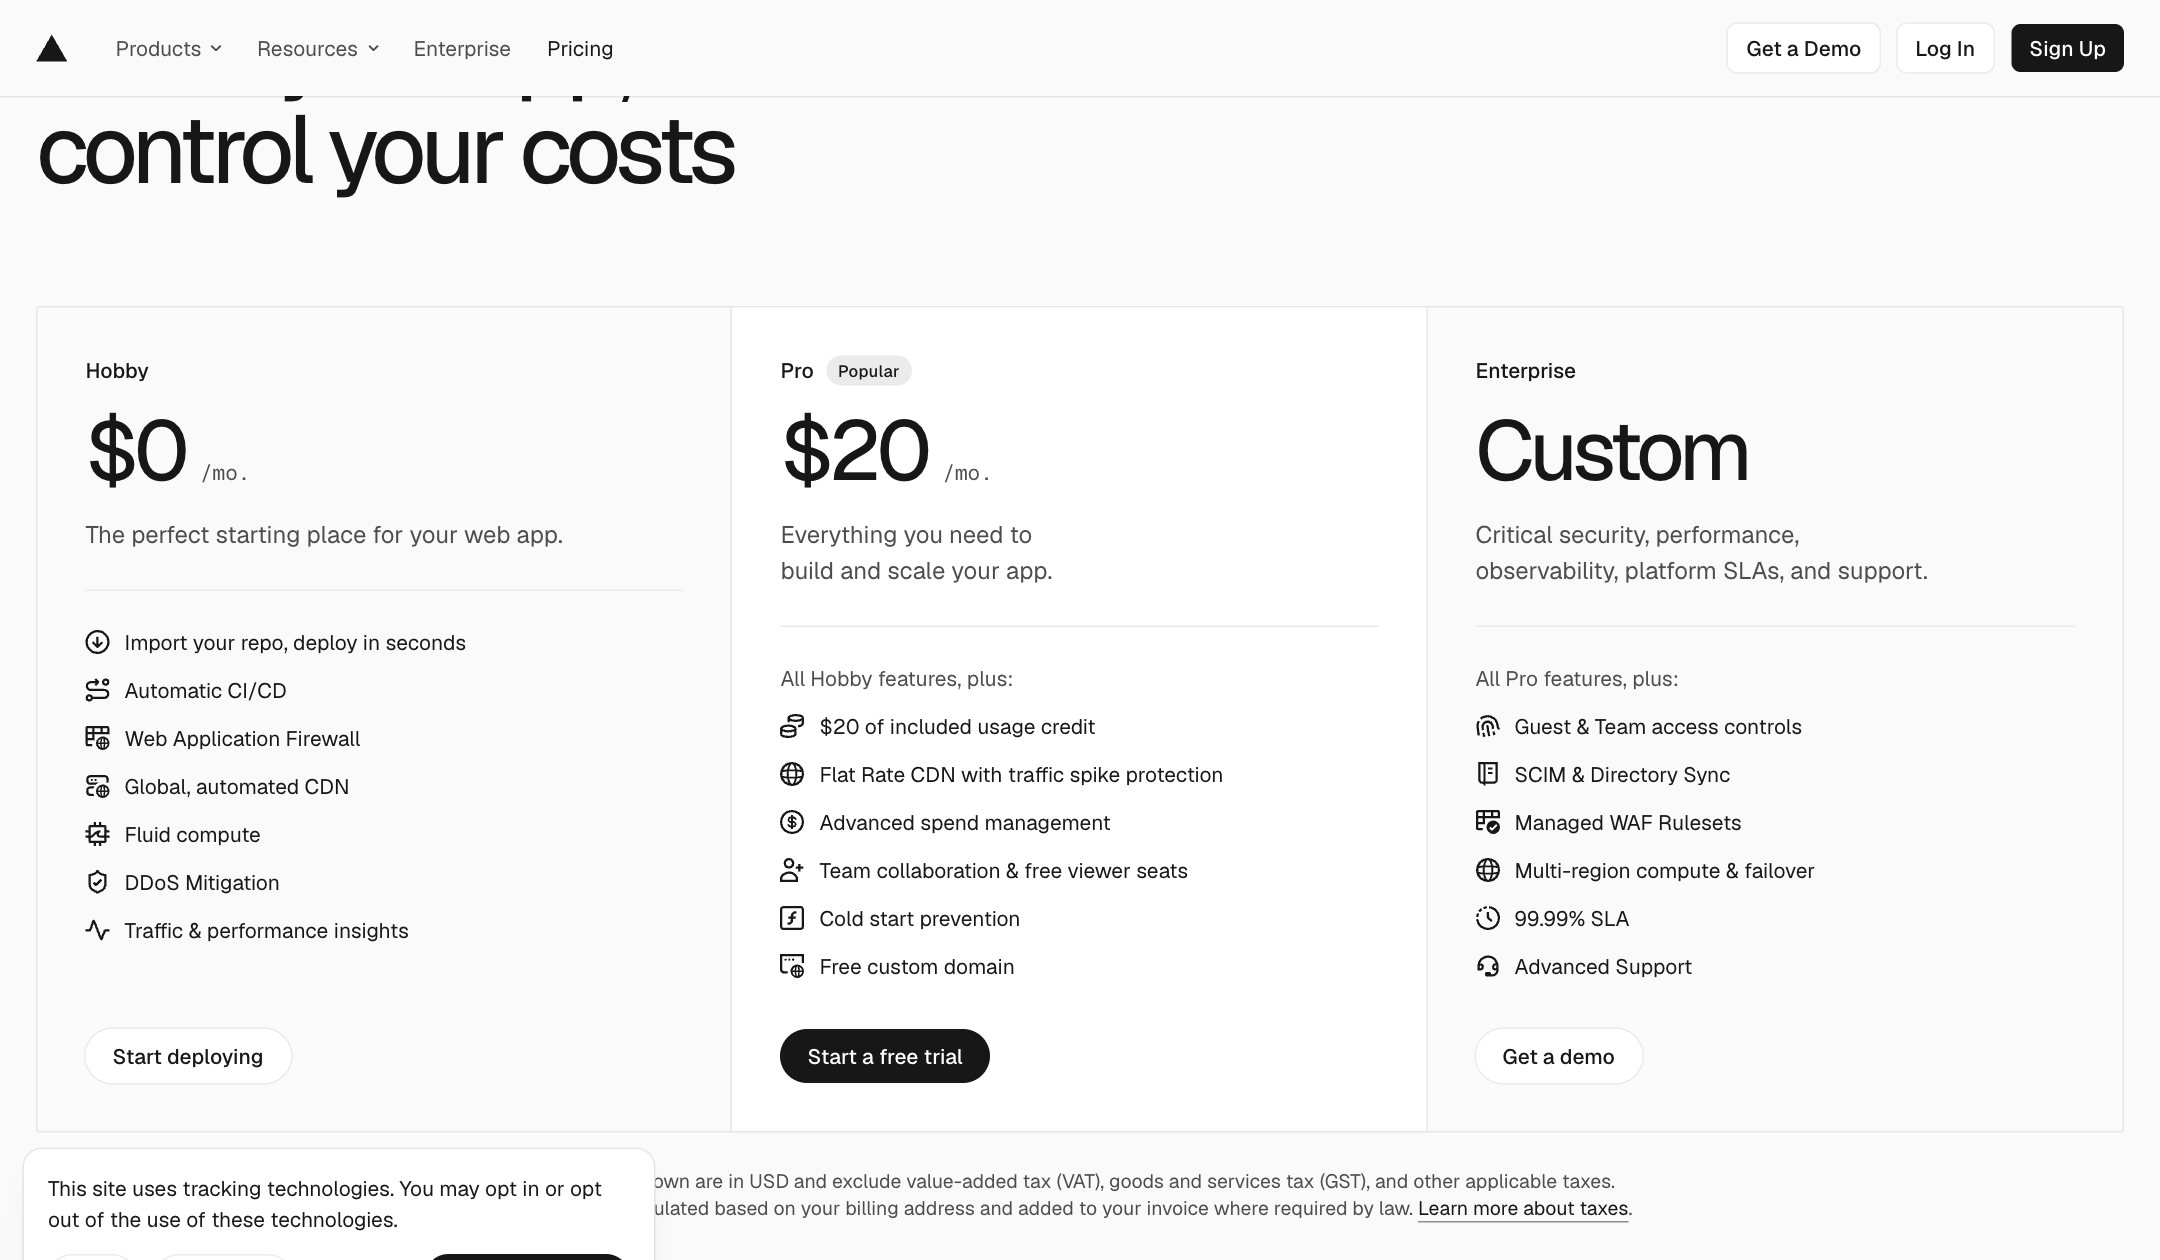 Products
Resources
Enterprise
Pricing
Get a Demo
Log In
Sign Up
control your costs
Hobby
$0 /mo.
The perfect starting place for your web app.
Import your repo, deploy in seconds
Automatic CI/CD
Web Application Firewall
Global, automated CDN
Fluid compute
DDoS Mitigation
Traffic & performance insights
Start deploying
Pro
Popular
$20 /mo.
Everything you need to
build and scale your app.
All Hobby features, plus:
$20 of included usage credit
Flat Rate CDN with traffic spike protection
Advanced spend management
Team collaboration & free viewer seats
Cold start prevention
Free custom domain
Start a free trial
Enterprise
Custom
Critical security, performance,
observability, platform SLAs, and support.
All Pro features, plus:
Guest & Team access controls
SCIM & Directory Sync
Managed WAF Rulesets
Multi-region compute & failover
99.99% SLA
Advanced Support
Get a demo
are in USD and exclude value-added tax (VAT), goods and services tax (GST), and other applicable taxes.
based on your billing address and added to your invoice where required by law. Learn more about taxes.
This site uses tracking technologies. You may opt in or opt
out of the use of these technologies.